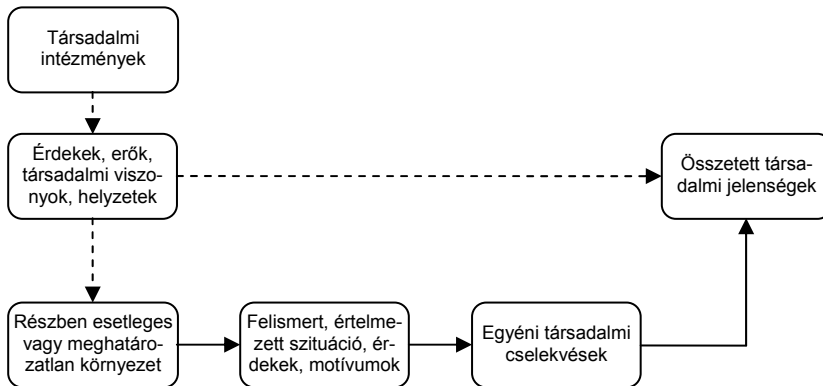 Társadalmi
intézmények
Érdekek, erők,
társadalmi viszo-
nyok, helyzetek
Összetett társa-
dalmi jelenségek
Részben esetleges
vagy meghatáro-
zatlan környezet
Felismert, értelme-
zett szituáció, ér-
dekek, motívumok
Egyéni társadalmi
cselekvések